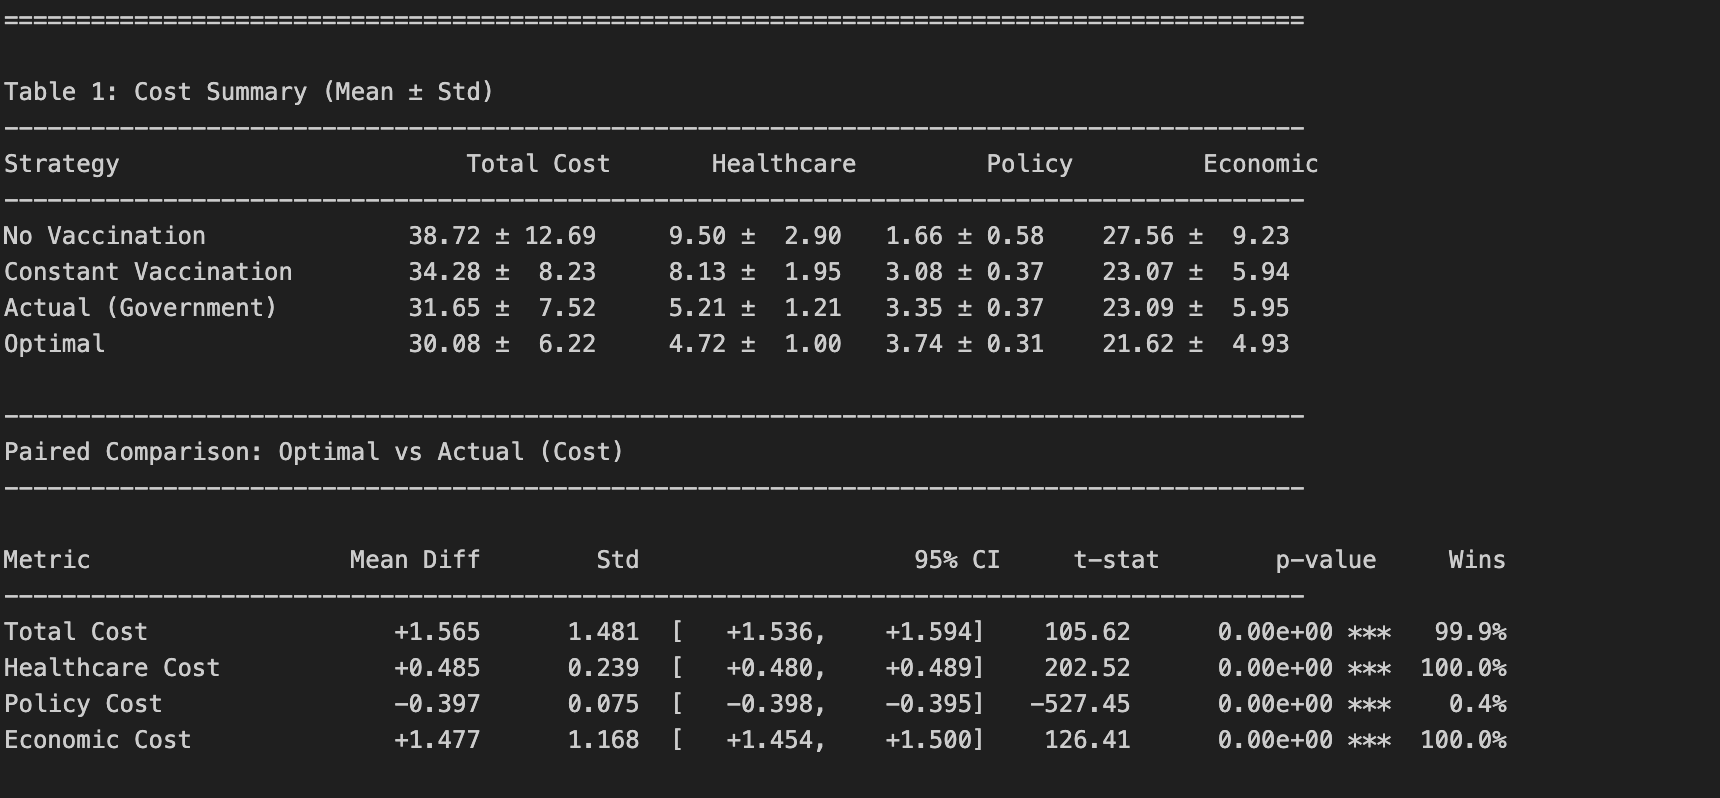 ==========================================================================================
Table 1: Cost Summary (Mean ± Std)
------------------------------------------------------------------------------------------
Strategy                        Total Cost       Healthcare         Policy         Economic
------------------------------------------------------------------------------------------
No Vaccination              38.72 ± 12.69     9.50 ±  2.90   1.66 ± 0.58    27.56 ±  9.23
Constant Vaccination        34.28 ±  8.23     8.13 ±  1.95   3.08 ± 0.37    23.07 ±  5.94
Actual (Government)         31.65 ±  7.52     5.21 ±  1.21   3.35 ± 0.37    23.09 ±  5.95
Optimal                     30.08 ±  6.22     4.72 ±  1.00   3.74 ± 0.31    21.62 ±  4.93
------------------------------------------------------------------------------------------
Paired Comparison: Optimal vs Actual (Cost)
------------------------------------------------------------------------------------------
Metric                  Mean Diff        Std                   95% CI     t-stat        p-value     Wins
------------------------------------------------------------------------------------------
Total Cost                 +1.565      1.481  [   +1.536,    +1.594]    105.62      0.00e+00 ***   99.9%
Healthcare Cost            +0.485      0.239  [   +0.480,    +0.489]    202.52      0.00e+00 ***  100.0%
Policy Cost                -0.397      0.075  [   -0.398,    -0.395]   -527.45      0.00e+00 ***    0.4%
Economic Cost              +1.477      1.168  [   +1.454,    +1.500]    126.41      0.00e+00 ***  100.0%